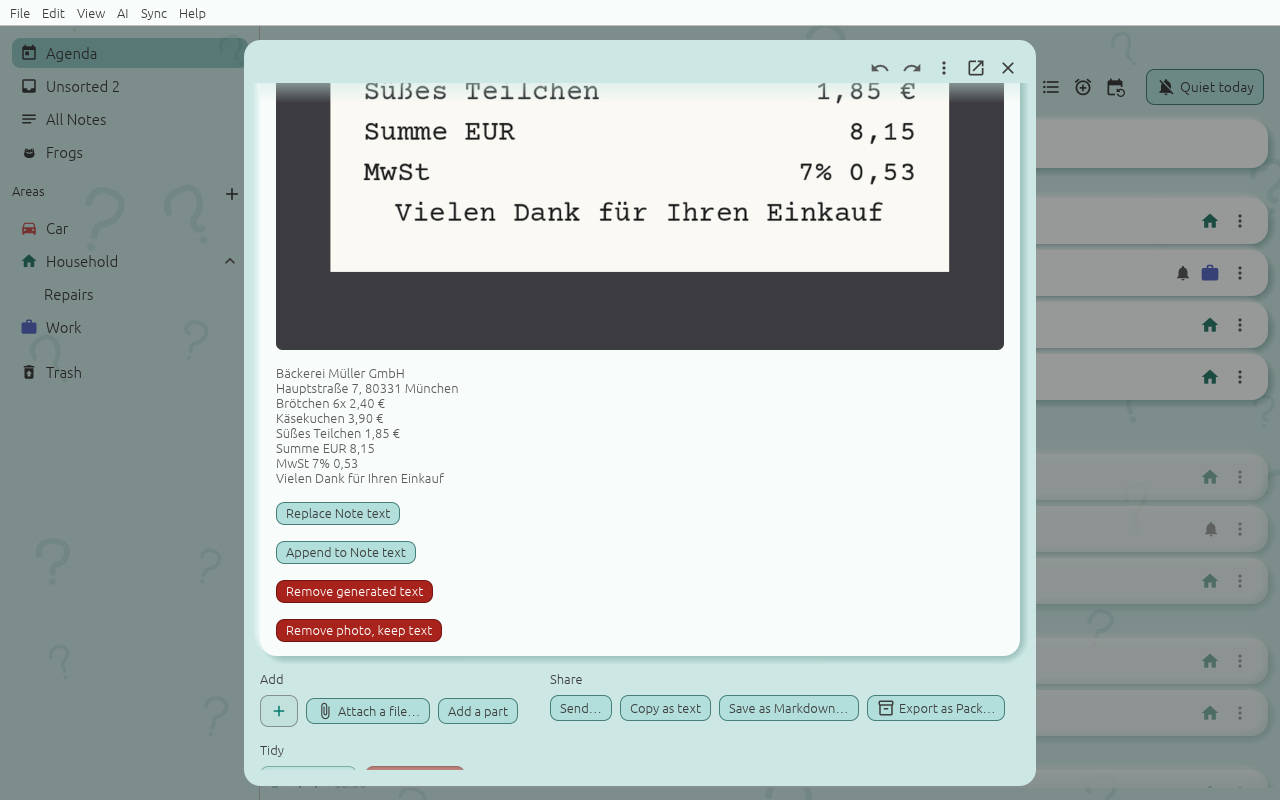 File Edit View AI Sync Help
Agenda
Unsorted 2
All Notes
Frogs
Areas
Car
Household
Repairs
Work
Trash
Quiet today
Süßes Teilchen 1,85 €
Summe EUR 8,15
MwSt 7% 0,53
Vielen Dank für Ihren Einkauf
Bäckerei Müller GmbH
Hauptstraße 7, 80331 München
Brötchen 6x 2,40 €
Käsekuchen 3,90 €
Süßes Teilchen 1,85 €
Summe EUR 8,15
MwSt 7% 0,53
Vielen Dank für Ihren Einkauf
Replace Note text
Append to Note text
Remove generated text
Remove photo, keep text
Add
Attach a file...
Add a part
Share
Send...
Copy as text
Save as Markdown...
Export as Pack...
Tidy